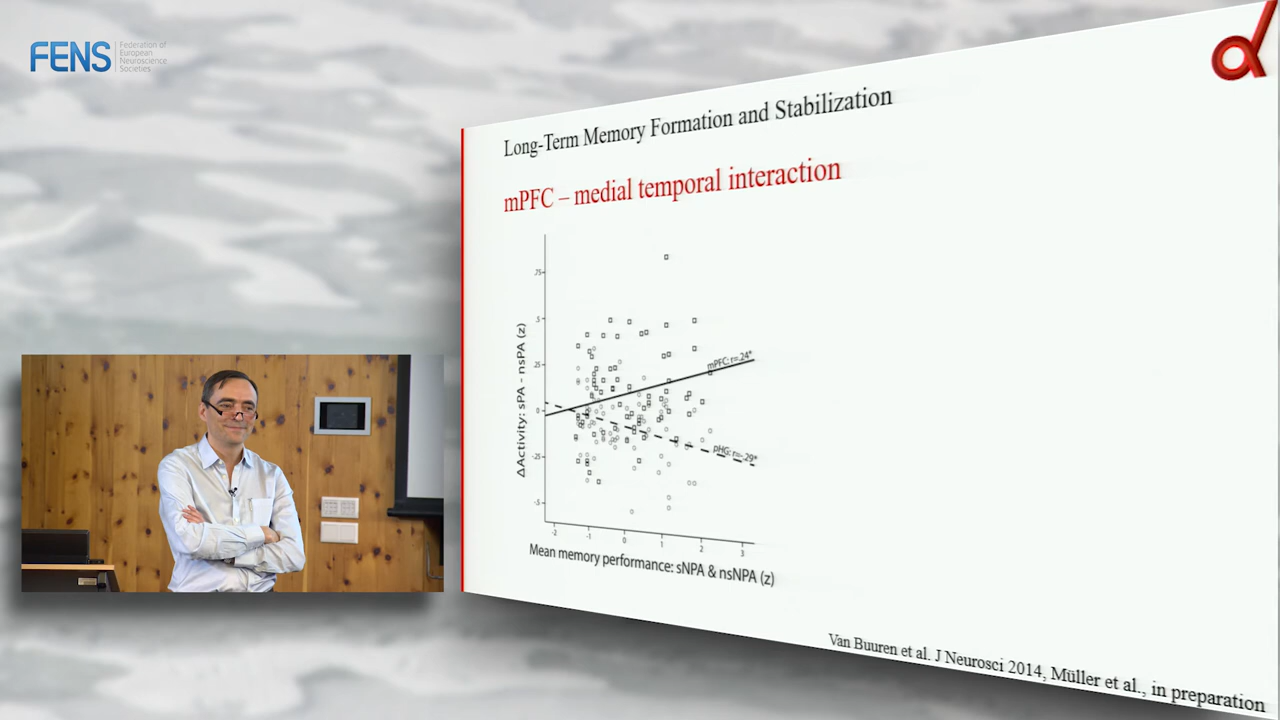 FENS
Federation of
European
Neuroscience
Societies
Long-Term Memory Formation and Stabilization
mPFC – medial temporal interaction
.75
.5
.25
0
-.25
-.5
ΔActivity: sPA - nsPA (z)
mPFC: r=.24*
pHG: r=-.29*
-2 -1 0 1 2 3
Mean memory performance: sNPA & nsNPA (z)
Van Buuren et al. J Neurosci 2014, Müller et al., in preparation